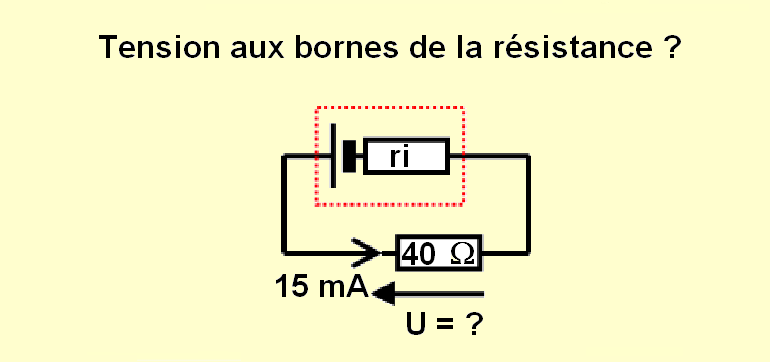 Tension aux bornes de la résistance ?
ri
40 Ω
15 mA
U = ?